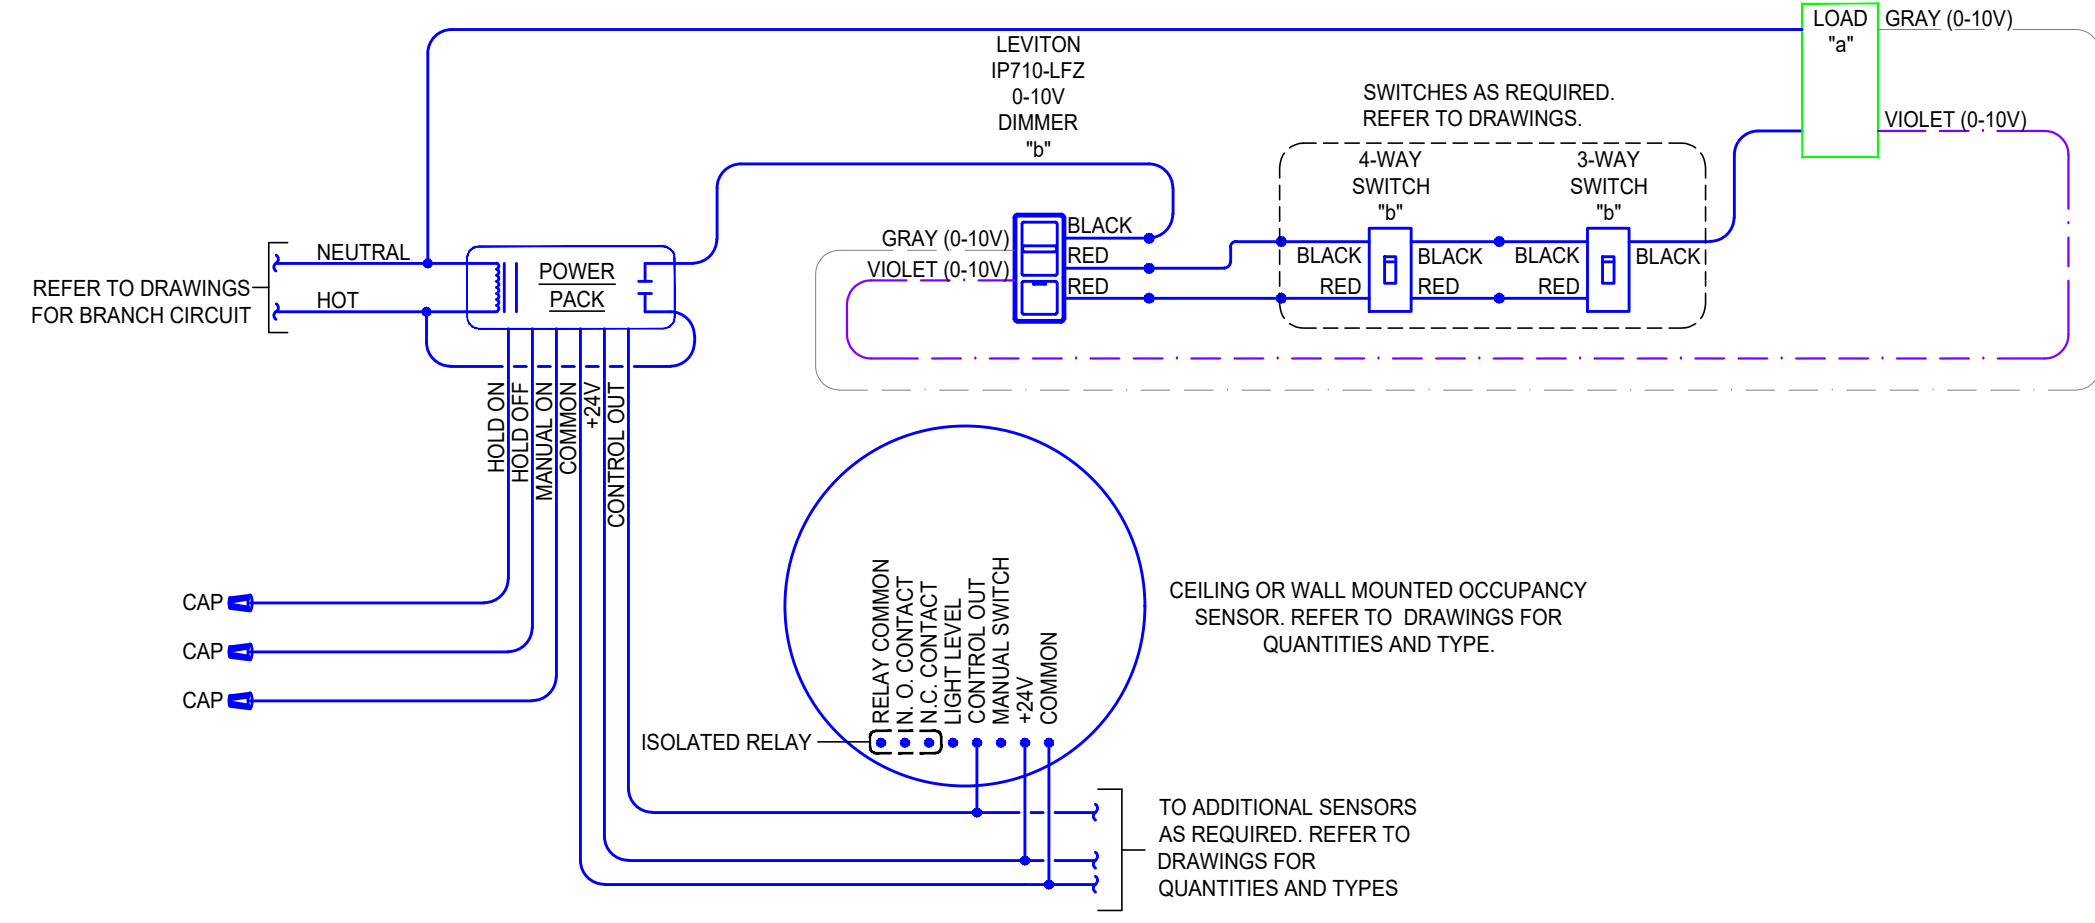 LEVITON
IP710-LFZ
0-10V
DIMMER
"b"
LOAD
"a"
GRAY (0-10V)
VIOLET (0-10V)
SWITCHES AS REQUIRED.
REFER TO DRAWINGS.
4-WAY
SWITCH
"b"
3-WAY
SWITCH
"b"
GRAY (0-10V)
VIOLET (0-10V)
BLACK
RED
RED
BLACK
RED
BLACK
RED
BLACK
RED
BLACK
NEUTRAL
HOT
REFER TO DRAWINGS
FOR BRANCH CIRCUIT
POWER
PACK
HOLD ON
HOLD OFF
MANUAL ON
COMMON
+24V
CONTROL OUT
CAP
CAP
CAP
RELAY COMMON
N. O. CONTACT
N.C. CONTACT
LIGHT LEVEL
CONTROL OUT
MANUAL SWITCH
+24V
COMMON
ISOLATED RELAY
CEILING OR WALL MOUNTED OCCUPANCY
SENSOR. REFER TO DRAWINGS FOR
QUANTITIES AND TYPE.
TO ADDITIONAL SENSORS
AS REQUIRED. REFER TO
DRAWINGS FOR
QUANTITIES AND TYPES